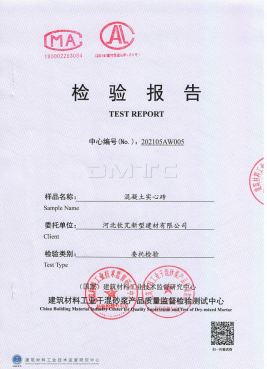 MA
190002263084
AL
检 验 报 告
TEST REPORT
中心编号(No.)：202105AW005
DMTC
样品名称： 混凝土实心砖
Sample Name
委托单位： 河北杜瓦新型建材有限公司
Client
检验类别： 委托检验
Test Type
(国家) 建筑材料工业技术监督研究中心
建筑材料工业干混砂浆产品质量监督检验测试中心
China Building Material Industry Center for Quality Supervision and Test of Dry-mixed Mortar
建筑材料工业技术监督研究中心